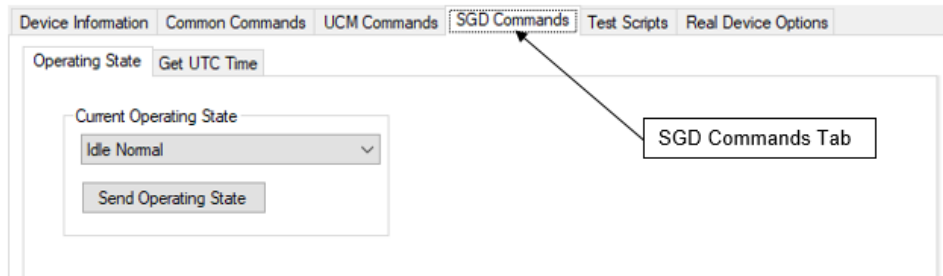 Device Information Common Commands UCM Commands SGD Commands Test Scripts Real Device Options
Operating State Get UTC Time
Current Operating State
Idle Normal
SGD Commands Tab
Send Operating State